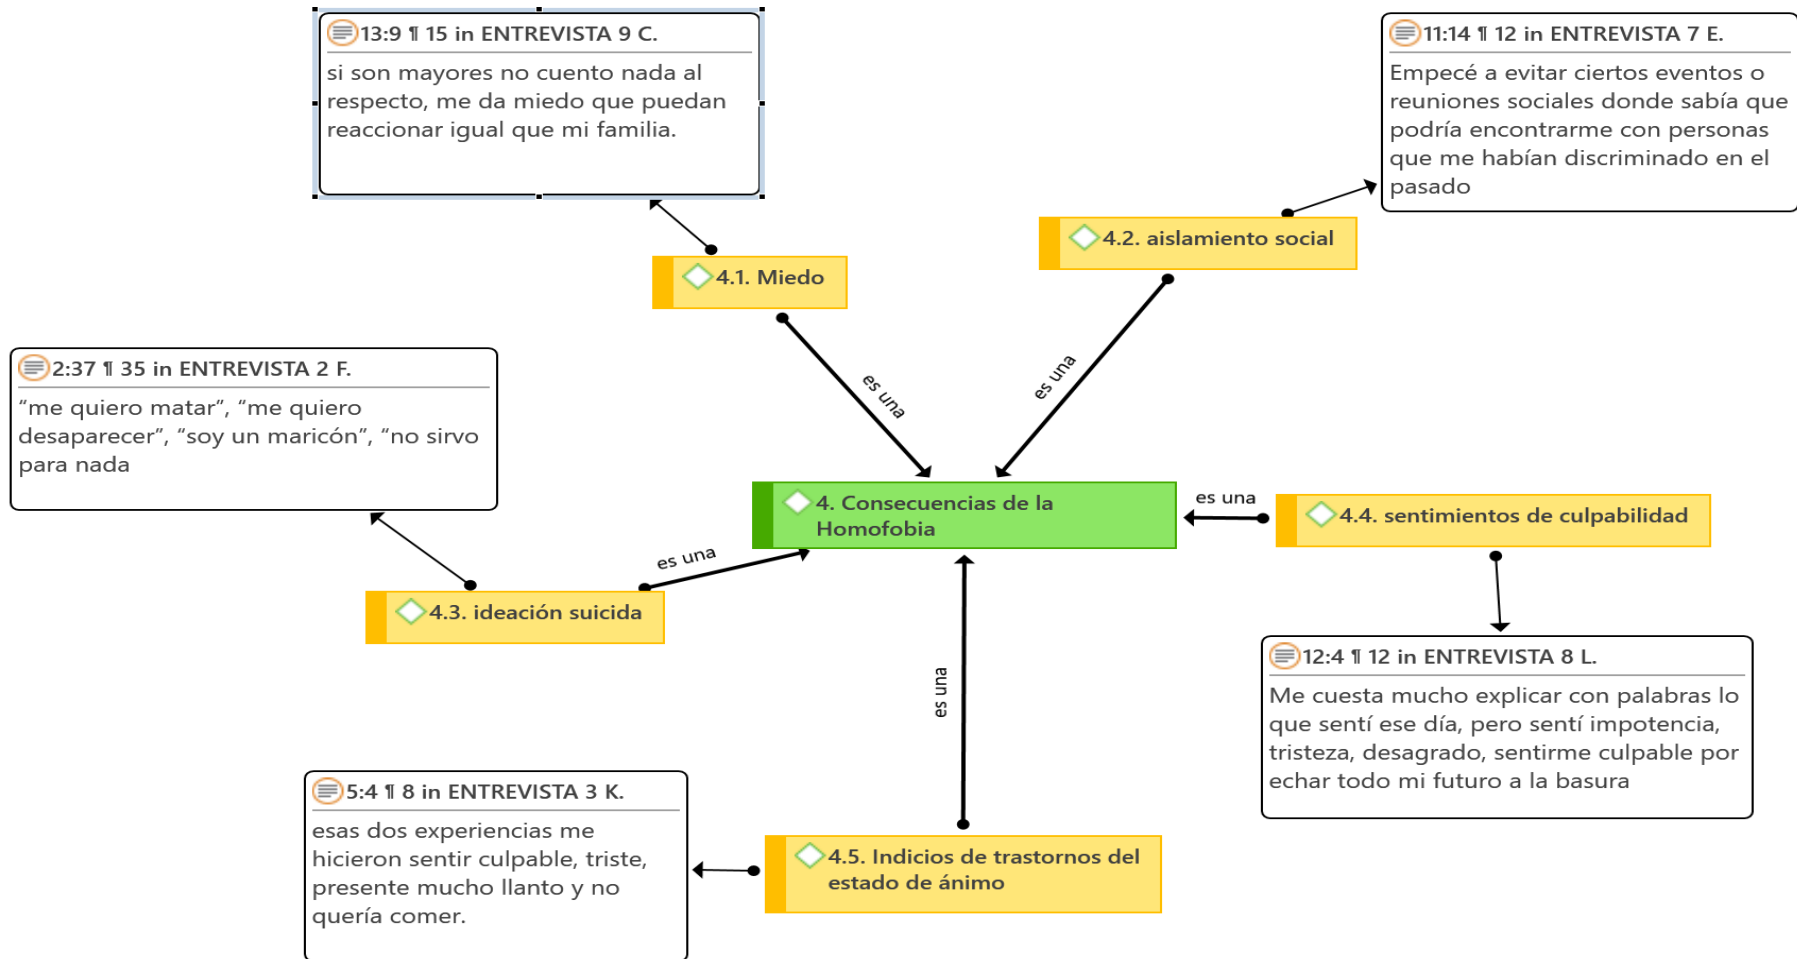 13:9 ¶ 15 in ENTREVISTA 9 C.
si son mayores no cuento nada al
respecto, me da miedo que puedan
reaccionar igual que mi familia.
11:14 ¶ 12 in ENTREVISTA 7 E.
Empecé a evitar ciertos eventos o
reuniones sociales donde sabía que
podría encontrarme con personas
que me habían discriminado en el
pasado
4.2. aislamiento social
4.1. Miedo
es una
es una
2:37 ¶ 35 in ENTREVISTA 2 F.
“me quiero matar”, “me quiero
desaparecer”, “soy un maricón”, “no sirvo
para nada
4. Consecuencias de la
Homofobia
es una
4.4. sentimientos de culpabilidad
es una
4.3. ideación suicida
es una
12:4 ¶ 12 in ENTREVISTA 8 L.
Me cuesta mucho explicar con palabras lo
que sentí ese día, pero sentí impotencia,
tristeza, desagrado, sentirme culpable por
echar todo mi futuro a la basura
5:4 ¶ 8 in ENTREVISTA 3 K.
esas dos experiencias me
hicieron sentir culpable, triste,
presente mucho llanto y no
quería comer.
4.5. Indicios de trastornos del
estado de ánimo